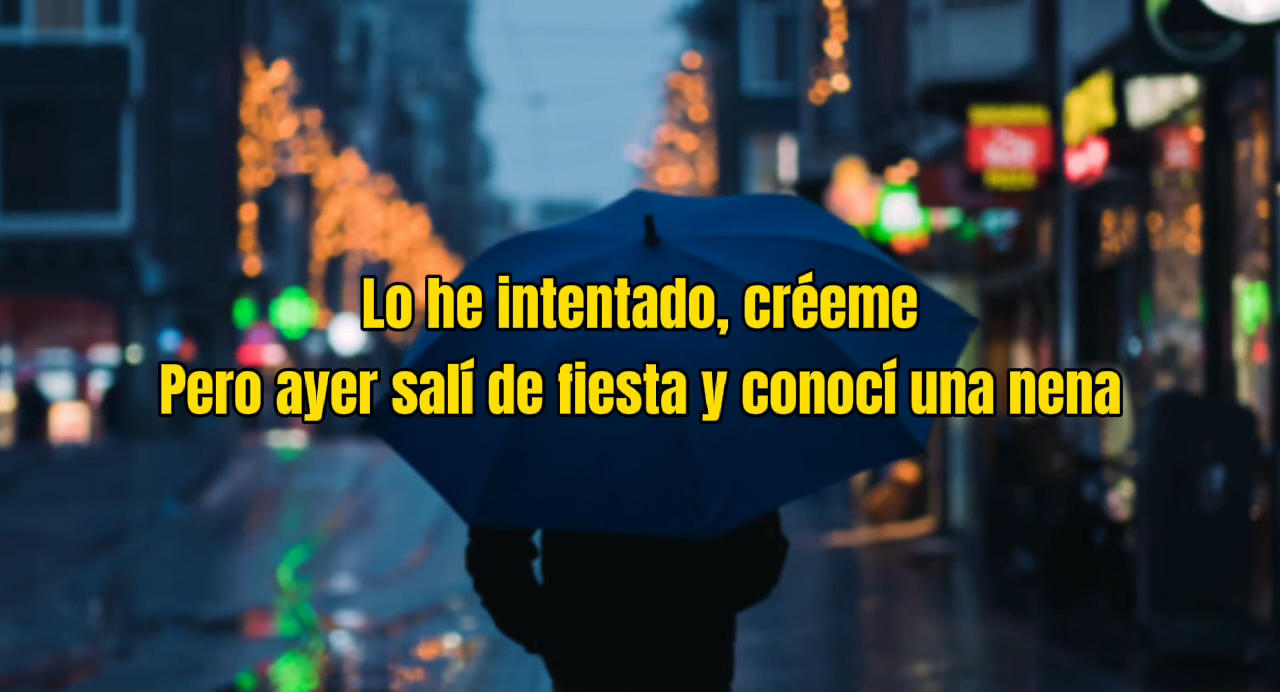 Lo he intentado, créeme
Pero ayer salí de fiesta y conocí una nena